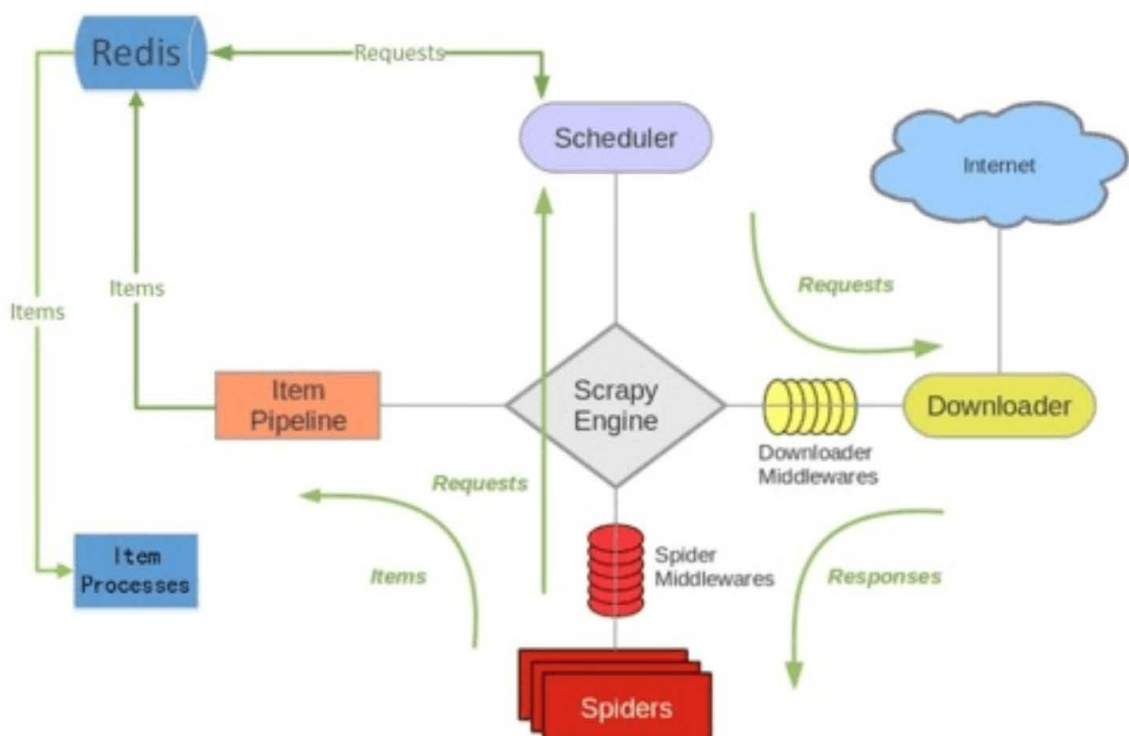 Redis
Requests
Scheduler
Internet
Requests
Items
Items
Item
Pipeline
Scrapy
Engine
Downloader
Downloader
Middlewares
Requests
Item
Processes
Items
Spider
Middlewares
Responses
Spiders